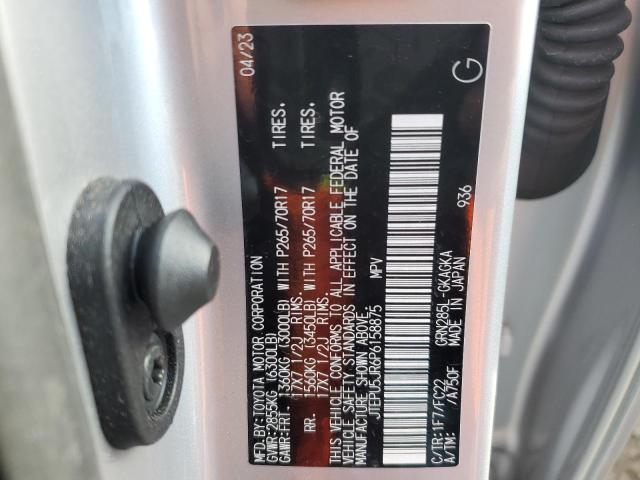 MFD.BY:TOYOTA MOTOR CORPORATION 04/23
GVWR:2855KG (6300LB)
GAWR:FRT. 1360KG (3000LB) WITH P265/70R17 TIRES.
17X7 1/2J RIMS.
RR. 1560KG (3450LB) WITH P265/70R17 TIRES.
17X7 1/2J RIMS.
THIS VEHICLE CONFORMS TO ALL APPLICABLE FEDERAL MOTOR
VEHICLE SAFETY STANDARDS IN EFFECT ON THE DATE OF
MANUFACTURE SHOWN ABOVE.
JTEPU5JR6P6158875 MPV
C/TR:1F7/FC22 GRN285L-GKAGKA
A/TM: /A750F MADE IN JAPAN
936
G